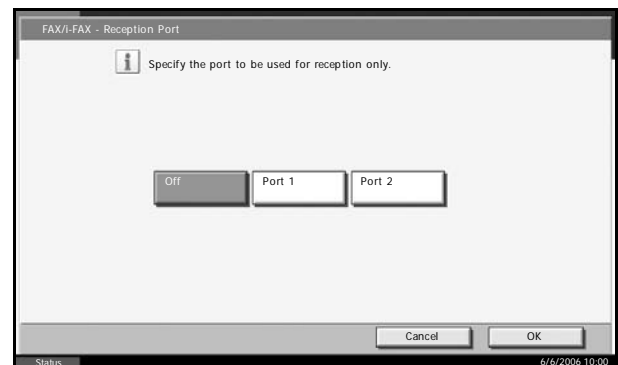 FAX/i-FAX - Reception Port
Specify the port to be used for reception only.
Off Port 1 Port 2
Cancel OK
Status 6/6/2006 10:00